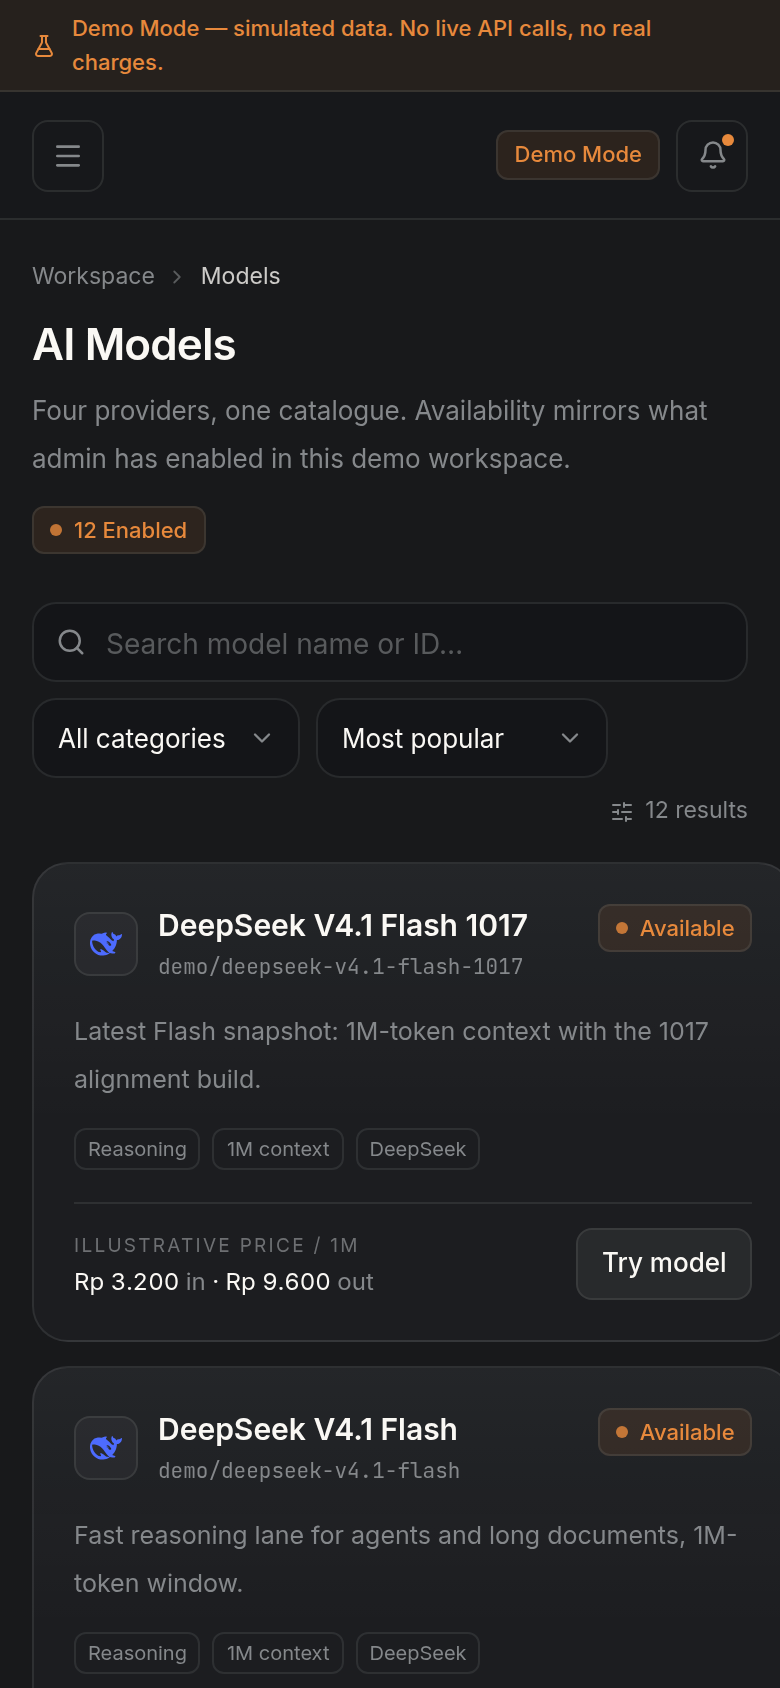 Demo Mode — simulated data. No live API calls, no real
charges.
Demo Mode
Workspace > Models
AI Models
Four providers, one catalogue. Availability mirrors what
admin has enabled in this demo workspace.
12 Enabled
Search model name or ID...
All categories
Most popular
12 results
DeepSeek V4.1 Flash 1017
Available
demo/deepseek-v4.1-flash-1017
Latest Flash snapshot: 1M-token context with the 1017
alignment build.
Reasoning
1M context
DeepSeek
ILLUSTRATIVE PRICE / 1M
Rp 3.200 in · Rp 9.600 out
Try model
DeepSeek V4.1 Flash
Available
demo/deepseek-v4.1-flash
Fast reasoning lane for agents and long documents, 1M-
token window.
Reasoning
1M context
DeepSeek